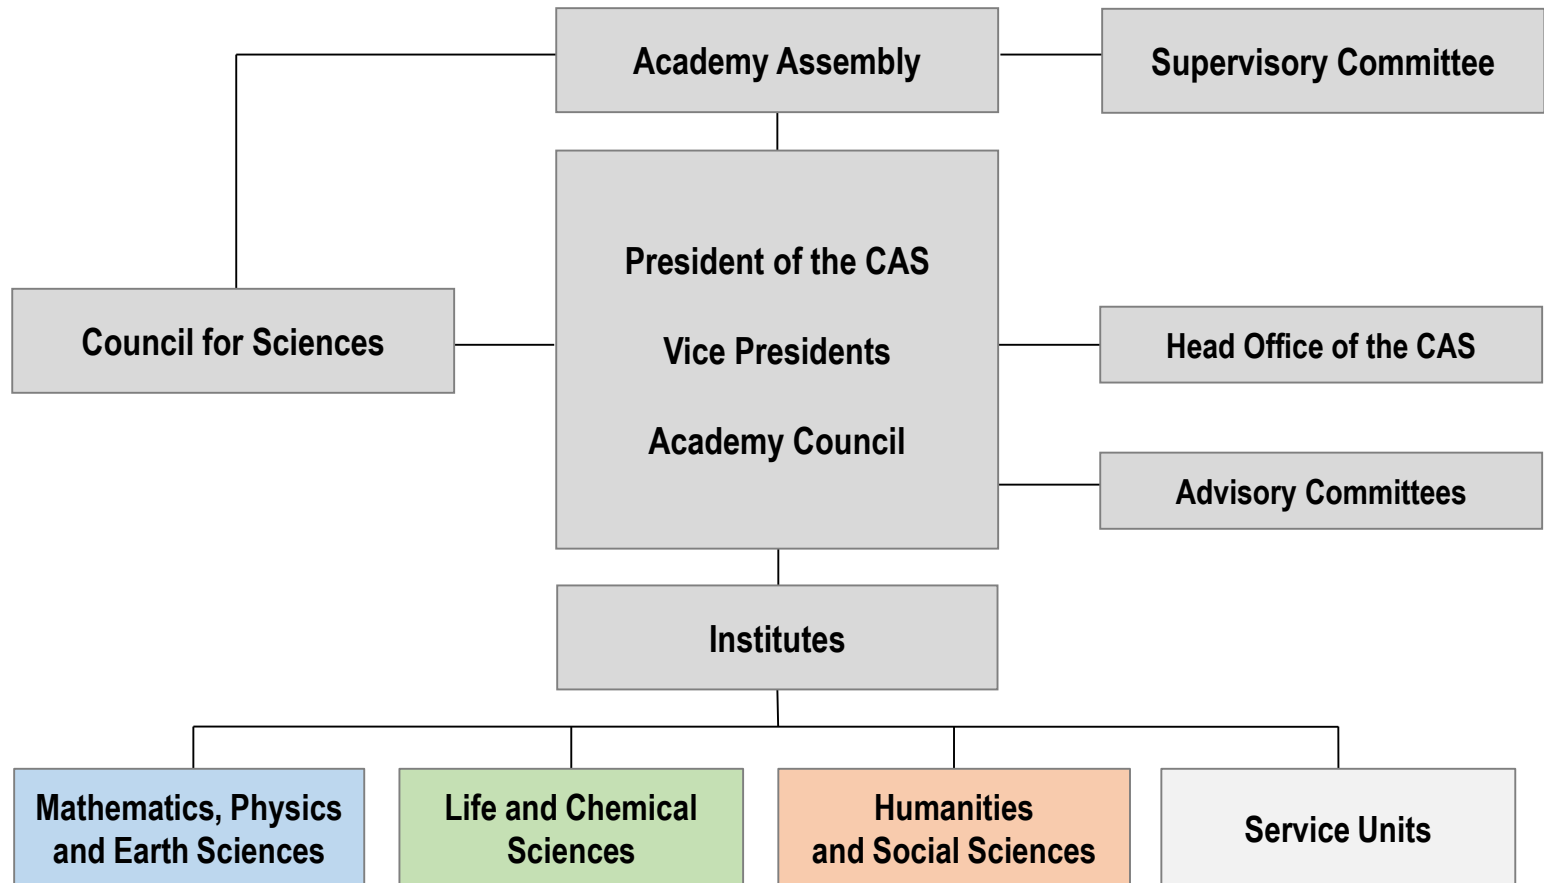 Academy Assembly
Supervisory Committee
President of the CAS
Vice Presidents
Academy Council
Council for Sciences
Head Office of the CAS
Advisory Committees
Institutes
Mathematics, Physics
and Earth Sciences
Life and Chemical
Sciences
Humanities
and Social Sciences
Service Units